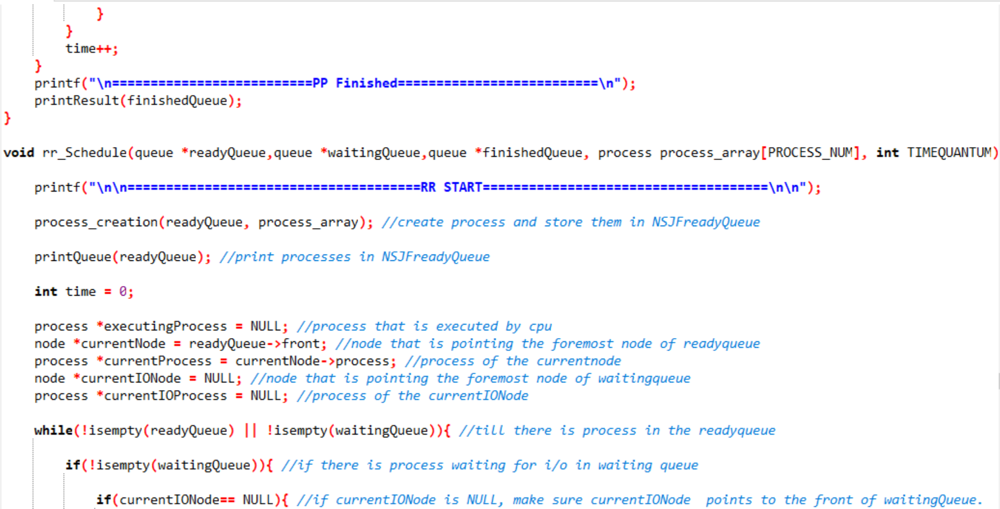 }
}
time++;
}
printf("\n==========================PP Finished==========================\n");
printResult(finishedQueue);
}
void rr_Schedule(queue *readyQueue,queue *waitingQueue,queue *finishedQueue, process process_array[PROCESS_NUM], int TIMEQUANTUM)
printf("\n\n======================================RR START=====================================\n\n");
process_creation(readyQueue, process_array); //create process and store them in NSJFreadyQueue
printQueue(readyQueue); //print processes in NSJFreadyQueue
int time = 0;
process *executingProcess = NULL; //process that is executed by cpu
node *currentNode = readyQueue->front; //node that is pointing the foremost node of readyqueue
process *currentProcess = currentNode->process; //process of the currentnode
node *currentIONode = NULL; //node that is pointing the foremost node of waitingqueue
process *currentIOProcess = NULL; //process of the currentIONode
while(!isempty(readyQueue) || !isempty(waitingQueue)){ //till there is process in the readyqueue
if(!isempty(waitingQueue)){ //if there is process waiting for i/o in waiting queue
if(currentIONode== NULL){ //if currentIONode is NULL, make sure currentIONode  points to the front of waitingQueue.